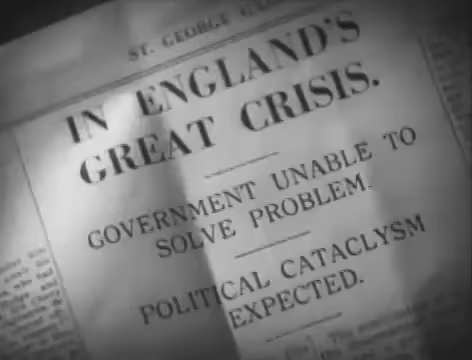 ST. GEORGE
IN ENGLAND'S
GREAT CRISIS.
GOVERNMENT UNABLE TO
SOLVE PROBLEM.
POLITICAL CATACLYSM
EXPECTED.